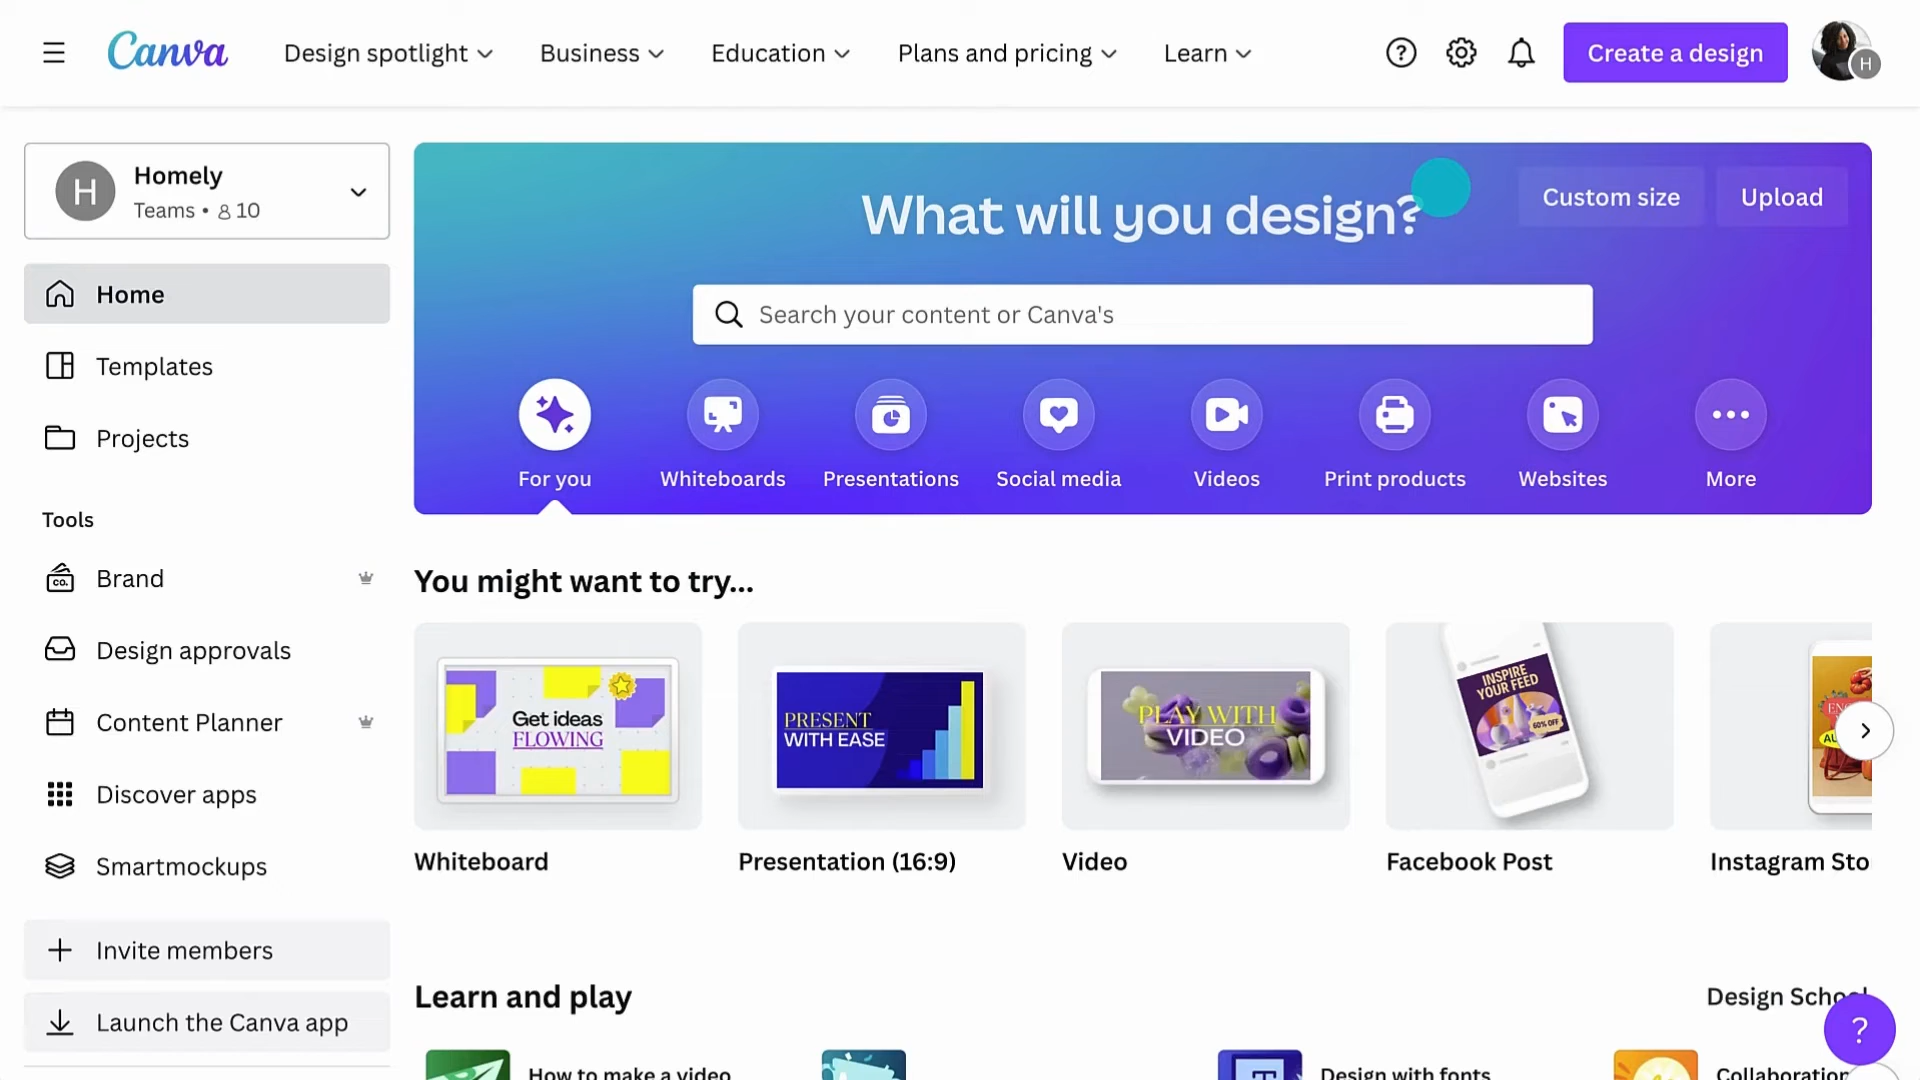 Canva
Design spotlight
Business
Education
Plans and pricing
Learn
Create a design
H
H
Homely
Teams • 10
Home
Templates
Projects
Tools
Brand
Design approvals
Content Planner
Discover apps
Smartmockups
Invite members
Launch the Canva app
What will you design?
Custom size
Upload
Search your content or Canva's
For you
Whiteboards
Presentations
Social media
Videos
Print products
Websites
More
You might want to try...
Get ideas
FLOWING
PRESENT
WITH EASE
PLAY WITH
VIDEO
INSPIRE
YOUR FEED
60% OFF
Whiteboard
Presentation (16:9)
Video
Facebook Post
Instagram Sto
Learn and play
Design School
How to make a video
Design with fonts
Collaboration
?